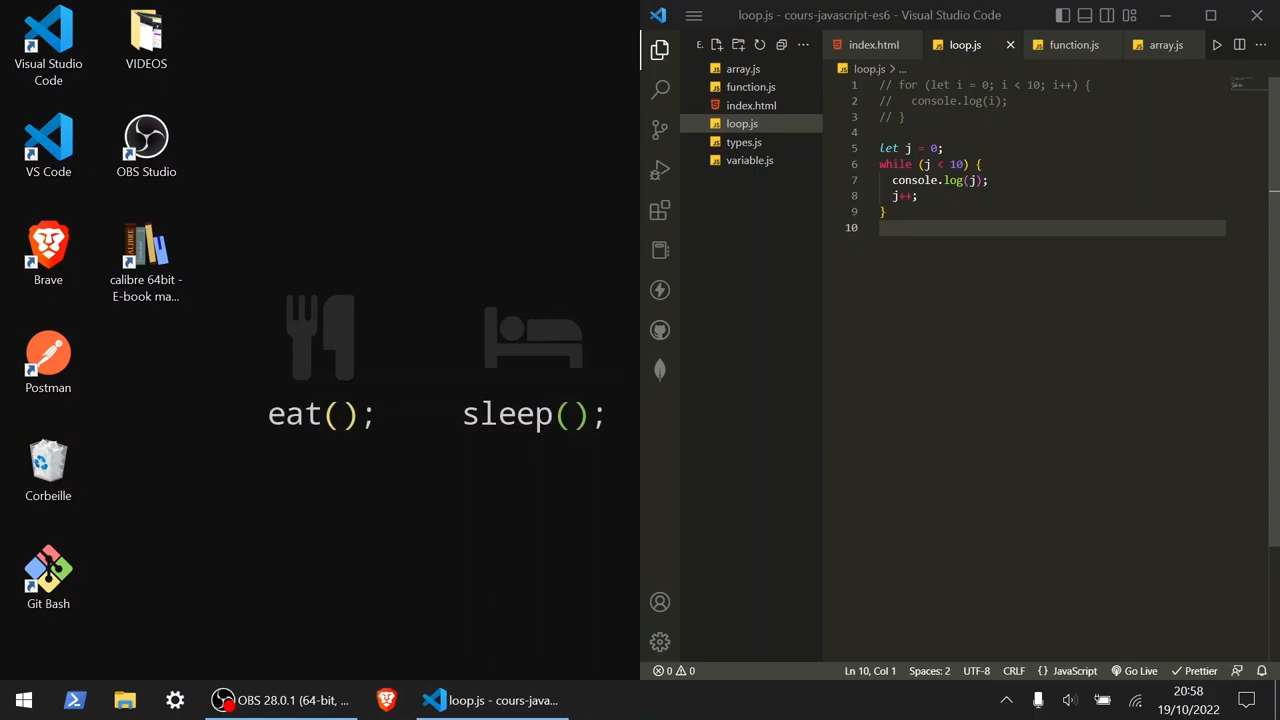 Visual Studio
Code
VIDEOS
VS Code
OBS Studio
Brave
CALIBRE
calibre 64bit -
E-book ma...
Postman
Corbeille
Git Bash
eat();
sleep();
loop.js - cours-javascript-es6 - Visual Studio Code
E.
index.html
loop.js
function.js
array.js
array.js
function.js
index.html
loop.js
types.js
variable.js
loop.js > ...
1 // for (let i = 0; i < 10; i++) {
2 //   console.log(i);
3 // }
4
5 let j = 0;
6 while (j < 10) {
7   console.log(j);
8   j++;
9 }
10
0 0
Ln 10, Col 1
Spaces: 2
UTF-8
CRLF
{ } JavaScript
Go Live
Prettier
OBS 28.0.1 (64-bit, ...
loop.js - cours-java...
20:58
19/10/2022